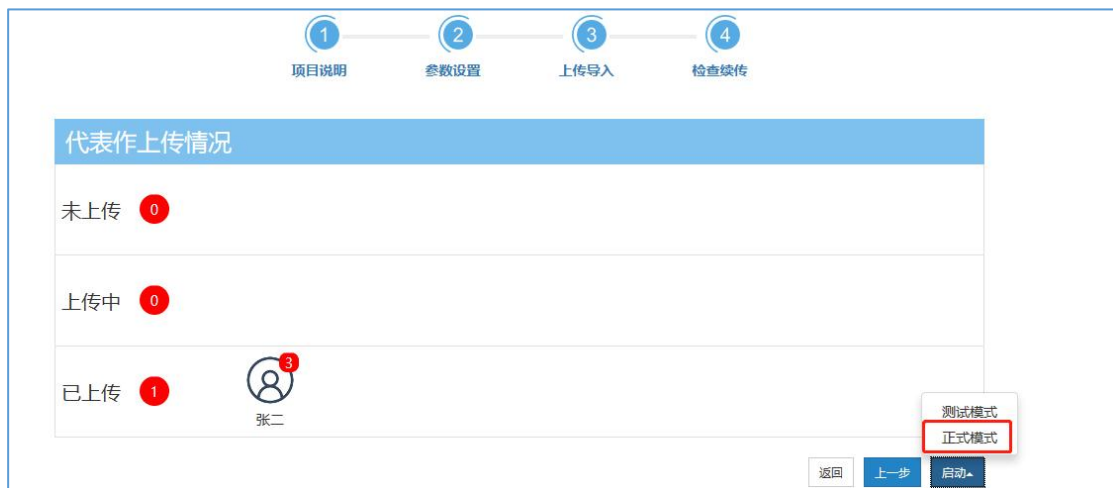 1 2 3 4
项目说明 参数设置 上传导入 检查续传
代表作上传情况
未上传 0
上传中 0
3
已上传 1
张二
测试模式
正式模式
返回 上一步 启动